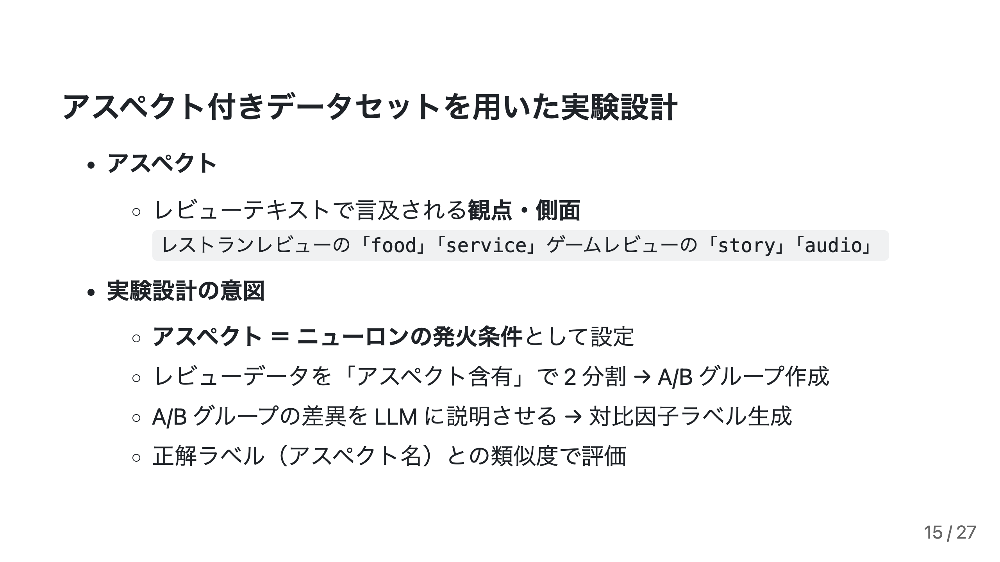 アスペクト付きデータセットを用いた実験設計
• アスペクト
○ レビューテキストで言及される観点・側面
レストランレビューの「food」「service」ゲームレビューの「story」「audio」
• 実験設計の意図
○ アスペクト = ニューロンの発火条件として設定
○ レビューデータを「アスペクト含有」で 2 分割 → A/B グループ作成
○ A/B グループの差異を LLM に説明させる → 対比因子ラベル生成
○ 正解ラベル（アスペクト名）との類似度で評価
15 / 27